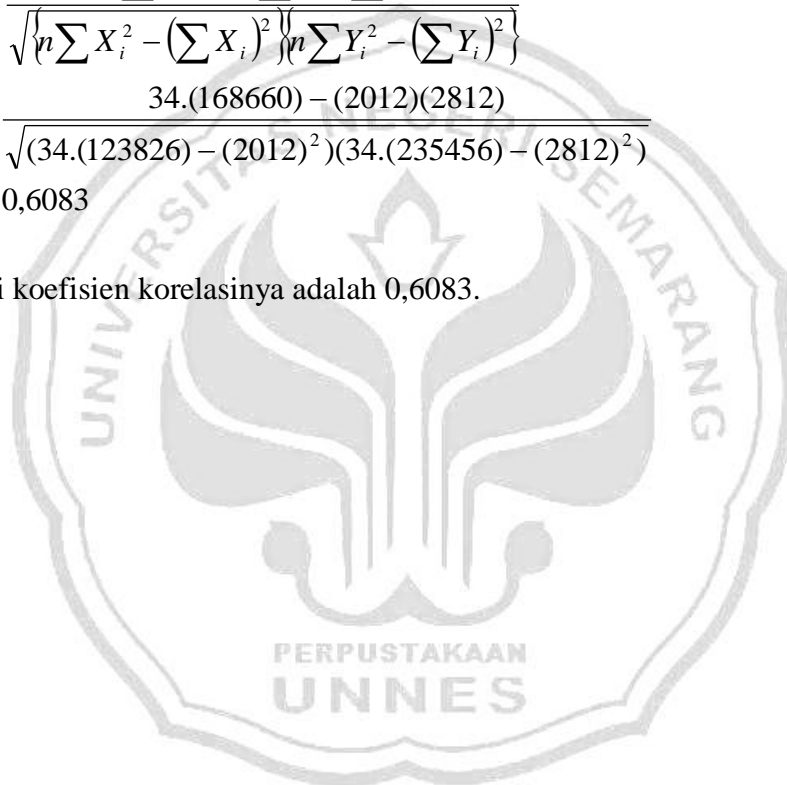 √{n∑X_i² − (∑X_i)²}{n∑Y_i² − (∑Y_i)²}
34.(168660) − (2012)(2812)
√(34.(123826) − (2012)²)(34.(235456) − (2812)²)
0,6083
i koefisien korelasinya adalah 0,6083.
UNIVERSITAS NEGERI SEMARANG
PERPUSTAKAAN
UNNES